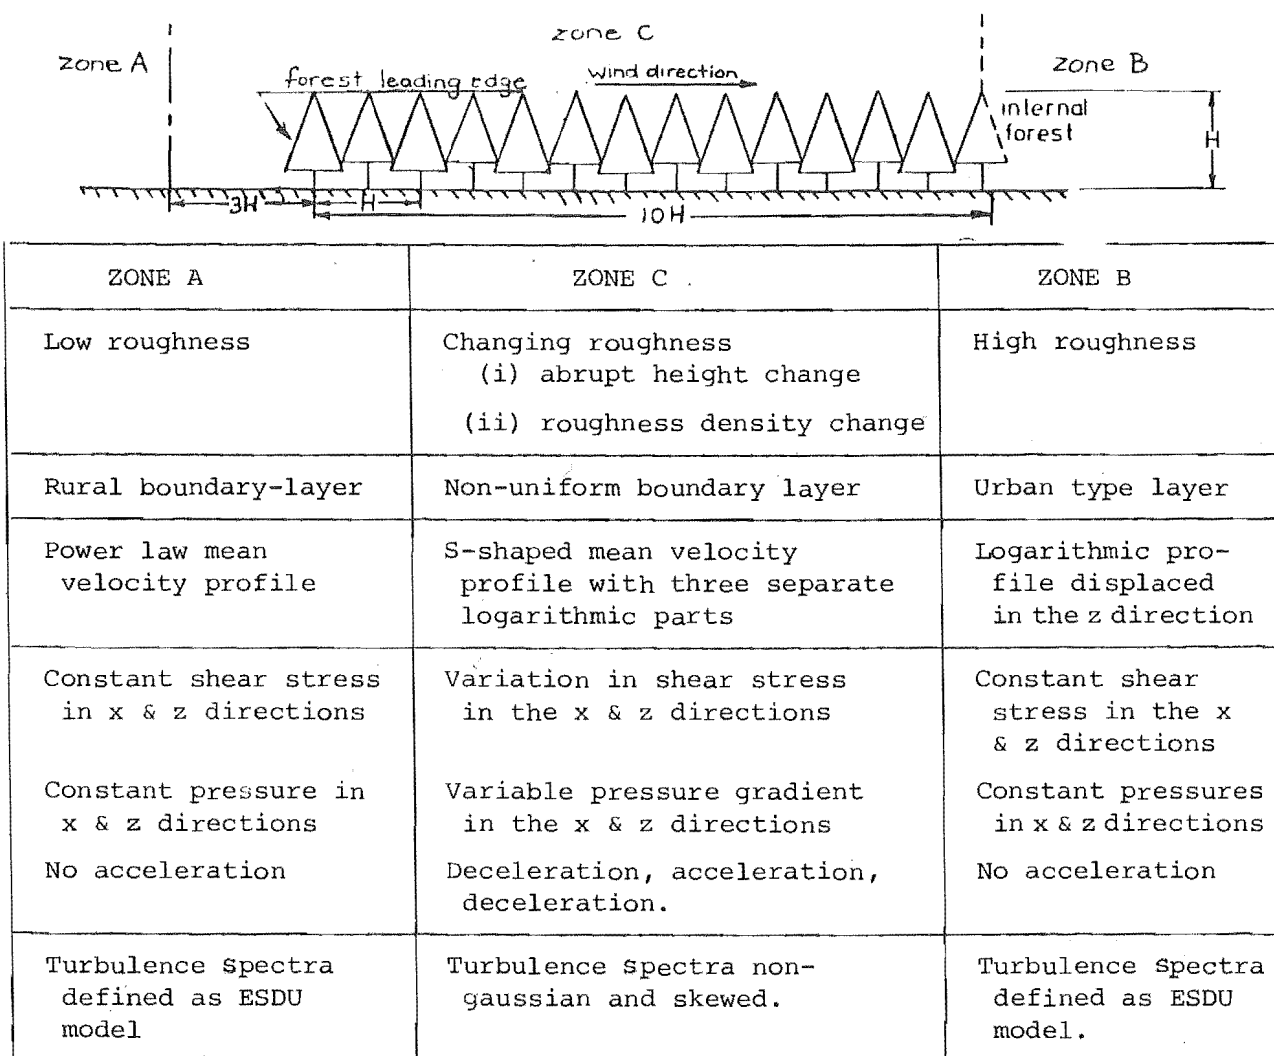 zone C
zone A
zone B
forest leading edge
wind direction
internal
forest
H
3H
H
10H
ZONE A
ZONE C
ZONE B
Low roughness
Changing roughness
(i) abrupt height change
(ii) roughness density change
High roughness
Rural boundary-layer
Non-uniform boundary layer
Urban type layer
Power law mean
velocity profile
S-shaped mean velocity
profile with three separate
logarithmic parts
Logarithmic pro-
file displaced
in the z direction
Constant shear stress
in x & z directions
Variation in shear stress
in the x & z directions
Constant shear
stress in the x
& z directions
Constant pressure in
x & z directions
Variable pressure gradient
in the x & z directions
Constant pressures
in x & z directions
No acceleration
Deceleration, acceleration,
deceleration.
No acceleration
Turbulence Spectra
defined as ESDU
model
Turbulence Spectra non-
gaussian and skewed.
Turbulence Spectra
defined as ESDU
model.